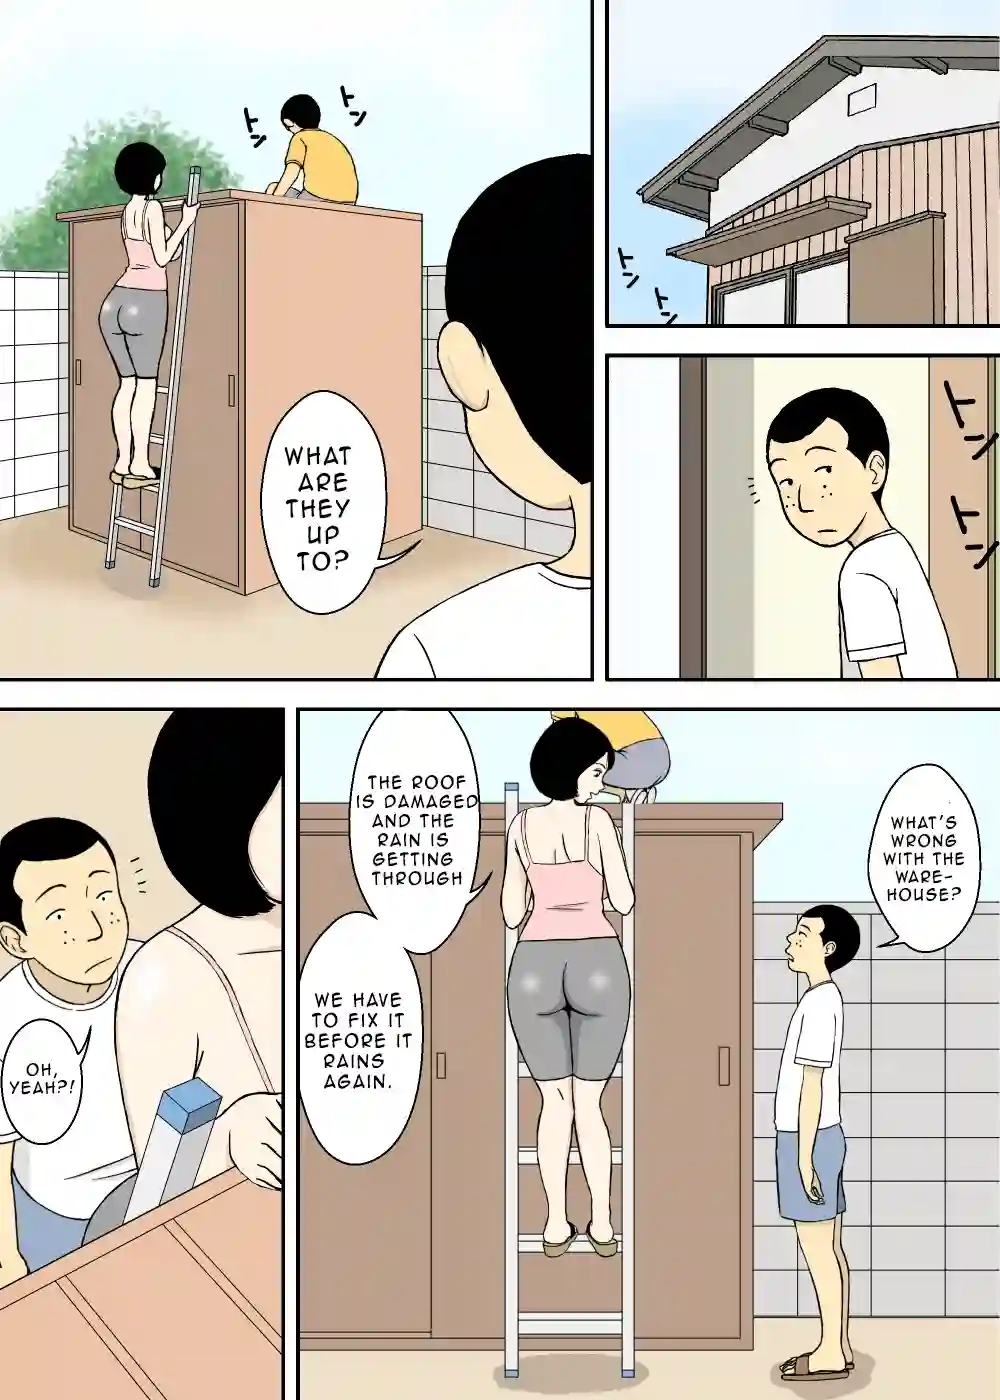 トン
トン
トン
トン
WHAT
ARE
THEY
UP
TO?
トン
トン
THE ROOF
IS DAMAGED
AND THE
RAIN IS
GETTING
THROUGH
WE HAVE
TO FIX IT
BEFORE IT
RAINS
AGAIN.
WHAT'S
WRONG
WITH THE
WARE-
HOUSE?
OH,
YEAH?!